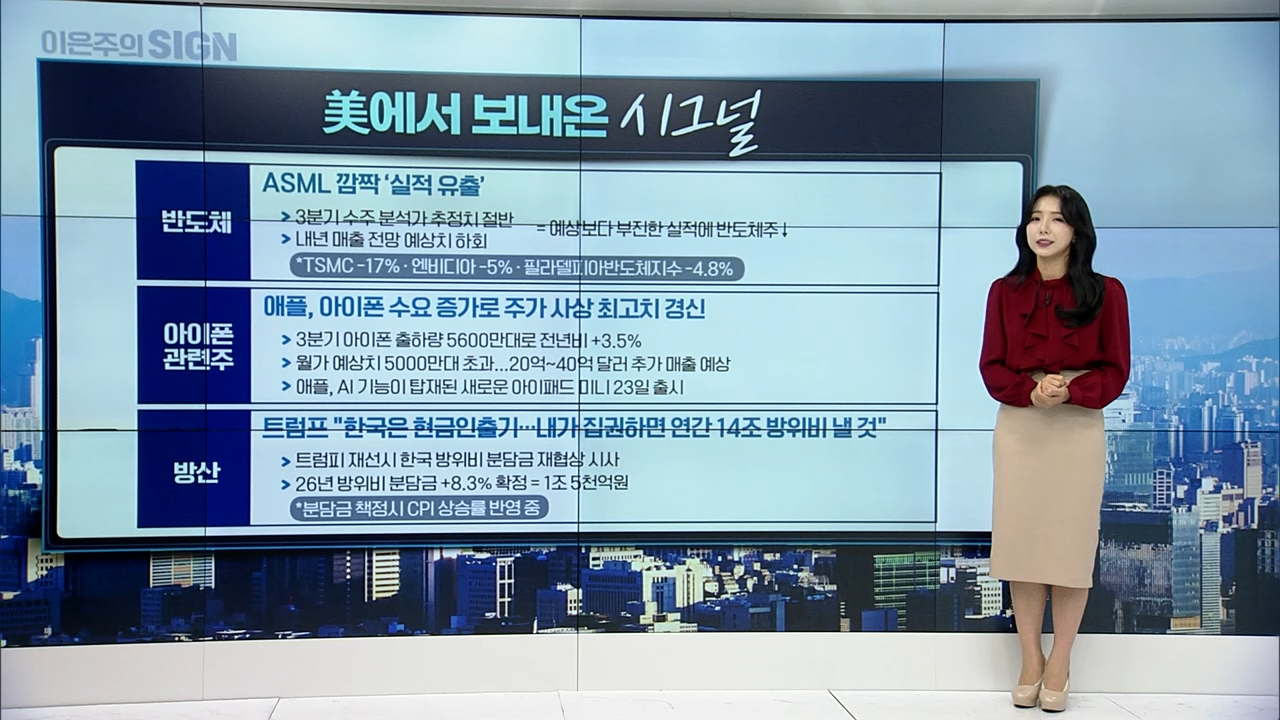 이은주의 SIGN
美에서 보내온 시그널
반도체
ASML 깜짝 '실적 유출'
> 3분기 수주 분석가 추정치 절반
> 내년 매출 전망 예상치 하회
= 예상보다 부진한 실적에 반도체주↓
*TSMC -17% · 엔비디아 -5% · 필라델피아반도체지수 -4.8%
아이폰
관련주
애플, 아이폰 수요 증가로 주가 사상 최고치 경신
> 3분기 아이폰 출하량 5600만대로 전년비 +3.5%
> 월가 예상치 5000만대 초과...20억~40억 달러 추가 매출 예상
> 애플, AI 기능이 탑재된 새로운 아이패드 미니 23일 출시
방산
트럼프 "한국은 현금인출기…내가 집권하면 연간 14조 방위비 낼 것"
> 트럼피 재선시 한국 방위비 분담금 재협상 시사
> 26년 방위비 분담금 +8.3% 확정 = 1조 5천억원
*분담금 책정시 CPI 상승률 반영 중